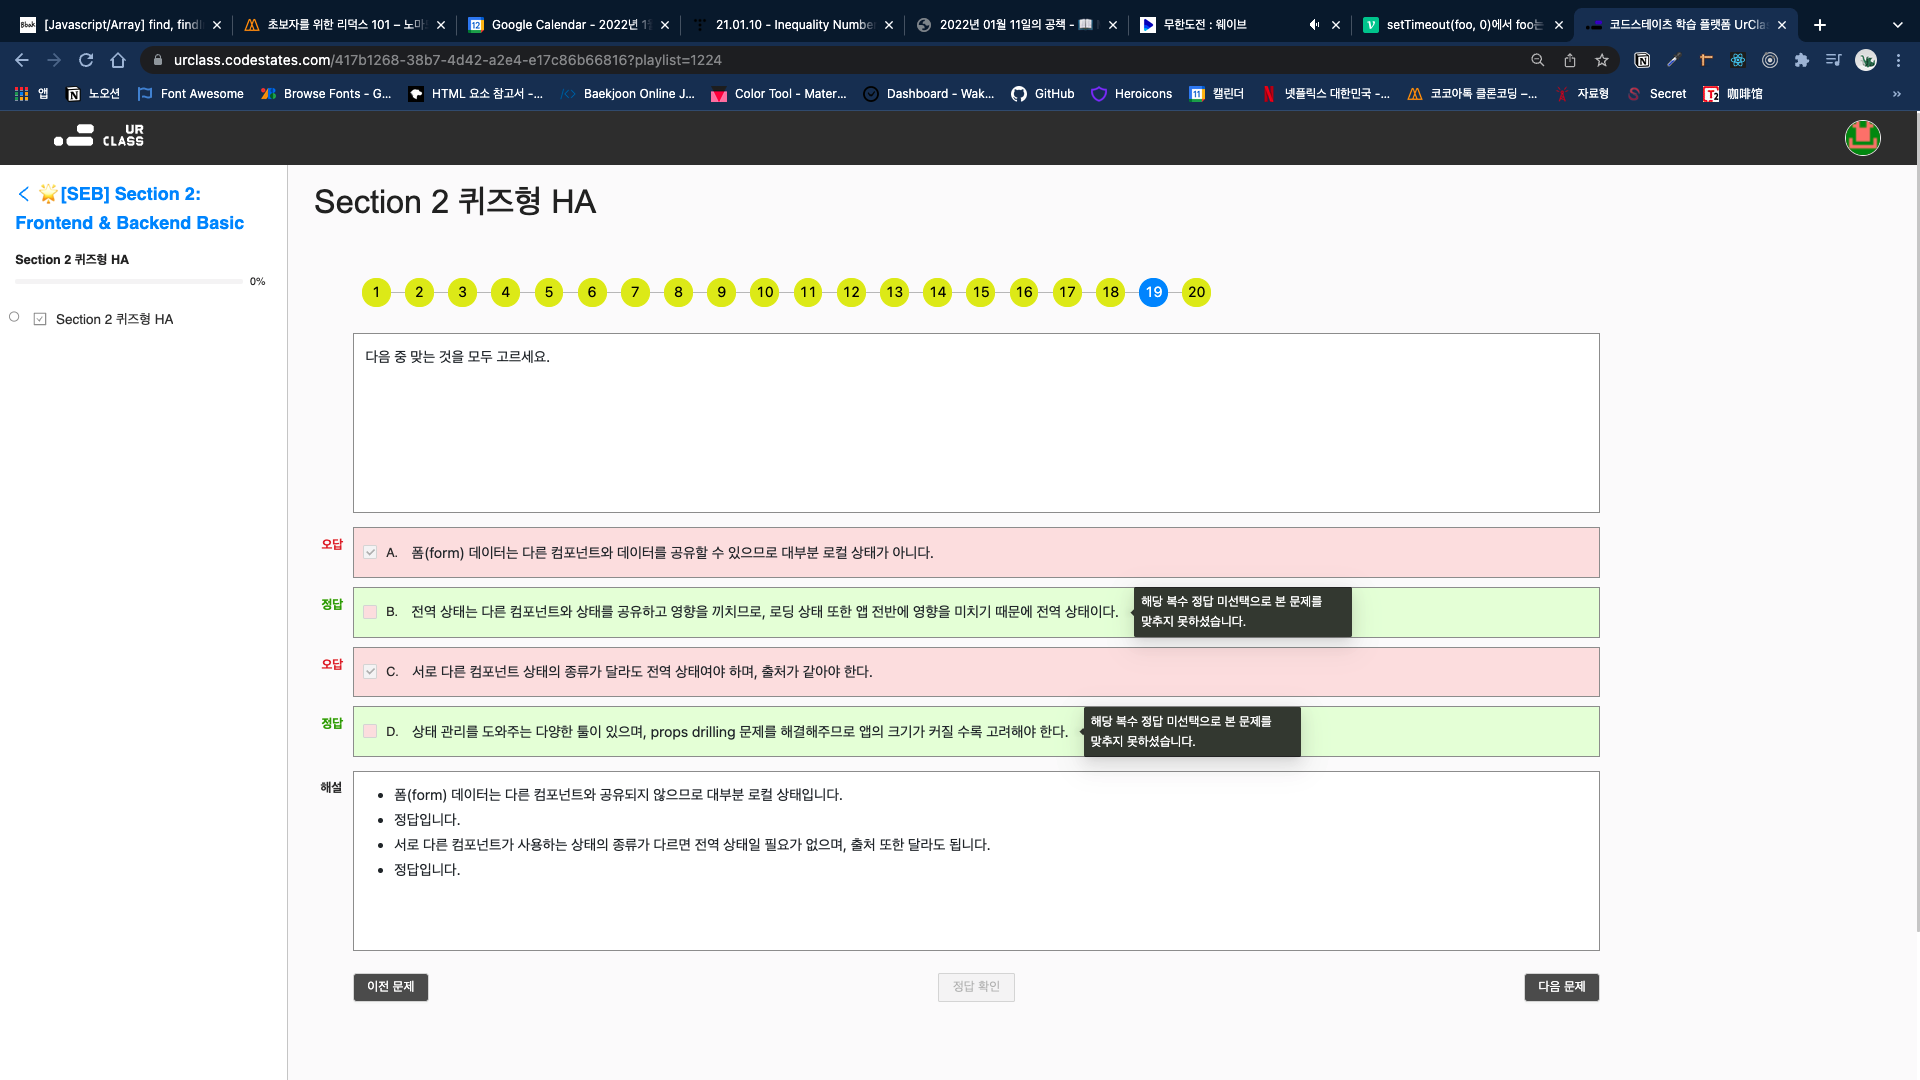 [Javascript/Array] find, findI
초보자를 위한 리덕스 101 – 노마
Google Calendar - 2022년 1
21.01.10 - Inequality Number
2022년 01월 11일의 공책 -
무한도전 : 웨이브
setTimeout(foo, 0)에서 foo는
코드스테이츠 학습 플랫폼 UrCla
urclass.codestates.com/417b1268-38b7-4d42-a2e4-e17c86b66816?playlist=1224
앱
노오션
Font Awesome
Browse Fonts - G...
HTML 요소 참고서 -...
Baekjoon Online J...
Color Tool - Mater...
Dashboard - Wak...
GitHub
Heroicons
캘린더
넷플릭스 대한민국 -...
코코아톡 클론코딩 –...
자료형
Secret
咖啡馆
UR
CLASS
🌟[SEB] Section 2:
Frontend & Backend Basic
Section 2 퀴즈형 HA
0%
Section 2 퀴즈형 HA
Section 2 퀴즈형 HA
1 2 3 4 5 6 7 8 9 10 11 12 13 14 15 16 17 18 19 20
다음 중 맞는 것을 모두 고르세요.
오답
A. 폼(form) 데이터는 다른 컴포넌트와 데이터를 공유할 수 있으므로 대부분 로컬 상태가 아니다.
정답
B. 전역 상태는 다른 컴포넌트와 상태를 공유하고 영향을 끼치므로, 로딩 상태 또한 앱 전반에 영향을 미치기 때문에 전역 상태이다.
해당 복수 정답 미선택으로 본 문제를
맞추지 못하셨습니다.
오답
C. 서로 다른 컴포넌트 상태의 종류가 달라도 전역 상태여야 하며, 출처가 같아야 한다.
정답
D. 상태 관리를 도와주는 다양한 툴이 있으며, props drilling 문제를 해결해주므로 앱의 크기가 커질 수록 고려해야 한다.
해당 복수 정답 미선택으로 본 문제를
맞추지 못하셨습니다.
해설
• 폼(form) 데이터는 다른 컴포넌트와 공유되지 않으므로 대부분 로컬 상태입니다.
• 정답입니다.
• 서로 다른 컴포넌트가 사용하는 상태의 종류가 다르면 전역 상태일 필요가 없으며, 출처 또한 달라도 됩니다.
• 정답입니다.
이전 문제
정답 확인
다음 문제